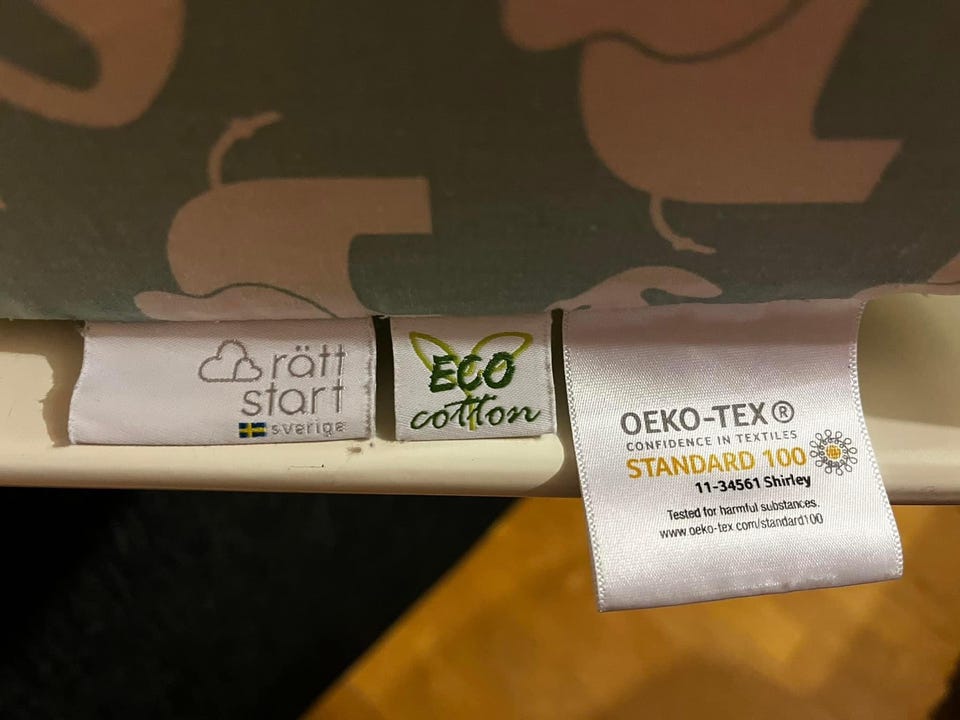 rätt
start
sverige
ECO
cotton
OEKO-TEX®
CONFIDENCE IN TEXTILES
STANDARD 100
11-34561 Shirley
Tested for harmful substances.
www.oeko-tex.com/standard100